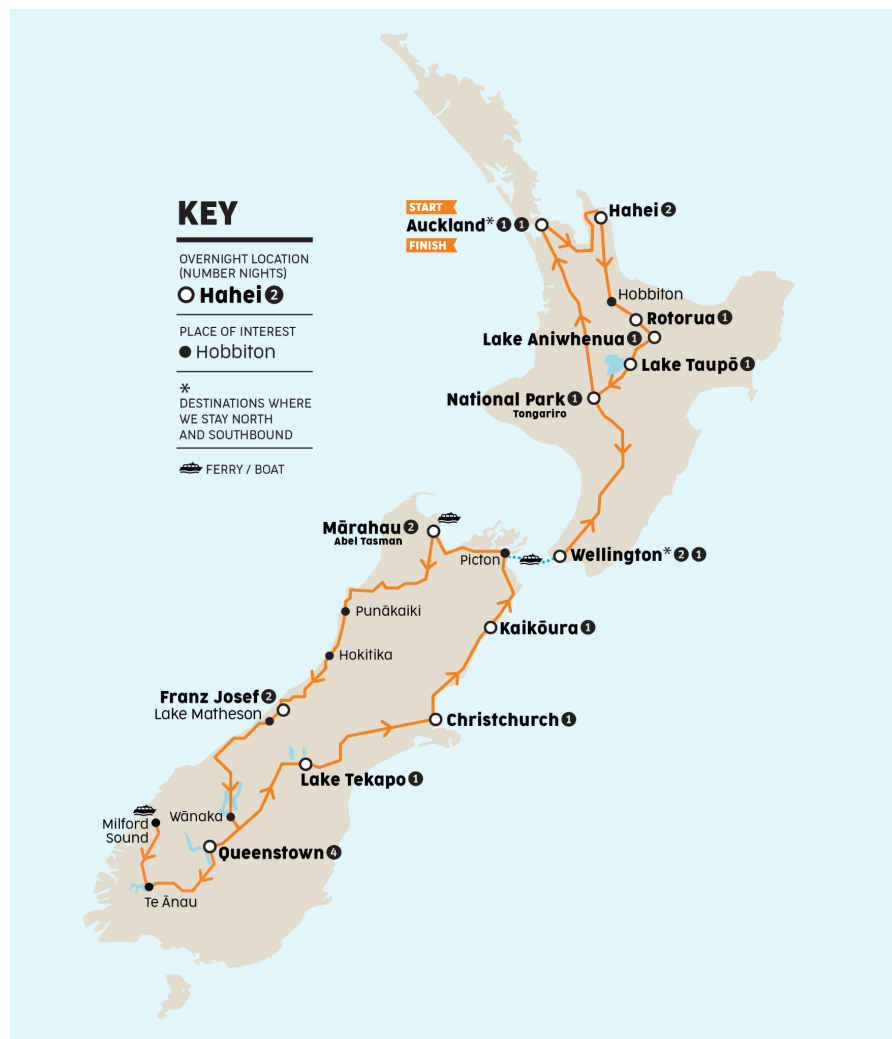 KEY
OVERNIGHT LOCATION
(NUMBER NIGHTS)
Hahei 2
PLACE OF INTEREST
Hobbiton
*
DESTINATIONS WHERE
WE STAY NORTH
AND SOUTHBOUND
FERRY / BOAT
START
Auckland* 1 1
FINISH
Hahei 2
Hobbiton
Rotorua 1
Lake Aniwhenua 1
Lake Taupō 1
National Park 1
Tongariro
Mārahau 2
Abel Tasman
Picton
Wellington* 2 1
Punākaiki
Kaikōura 1
Hokitika
Franz Josef 2
Lake Matheson
Christchurch 1
Lake Tekapo 1
Wānaka
Milford
Sound
Queenstown 4
Te Ānau